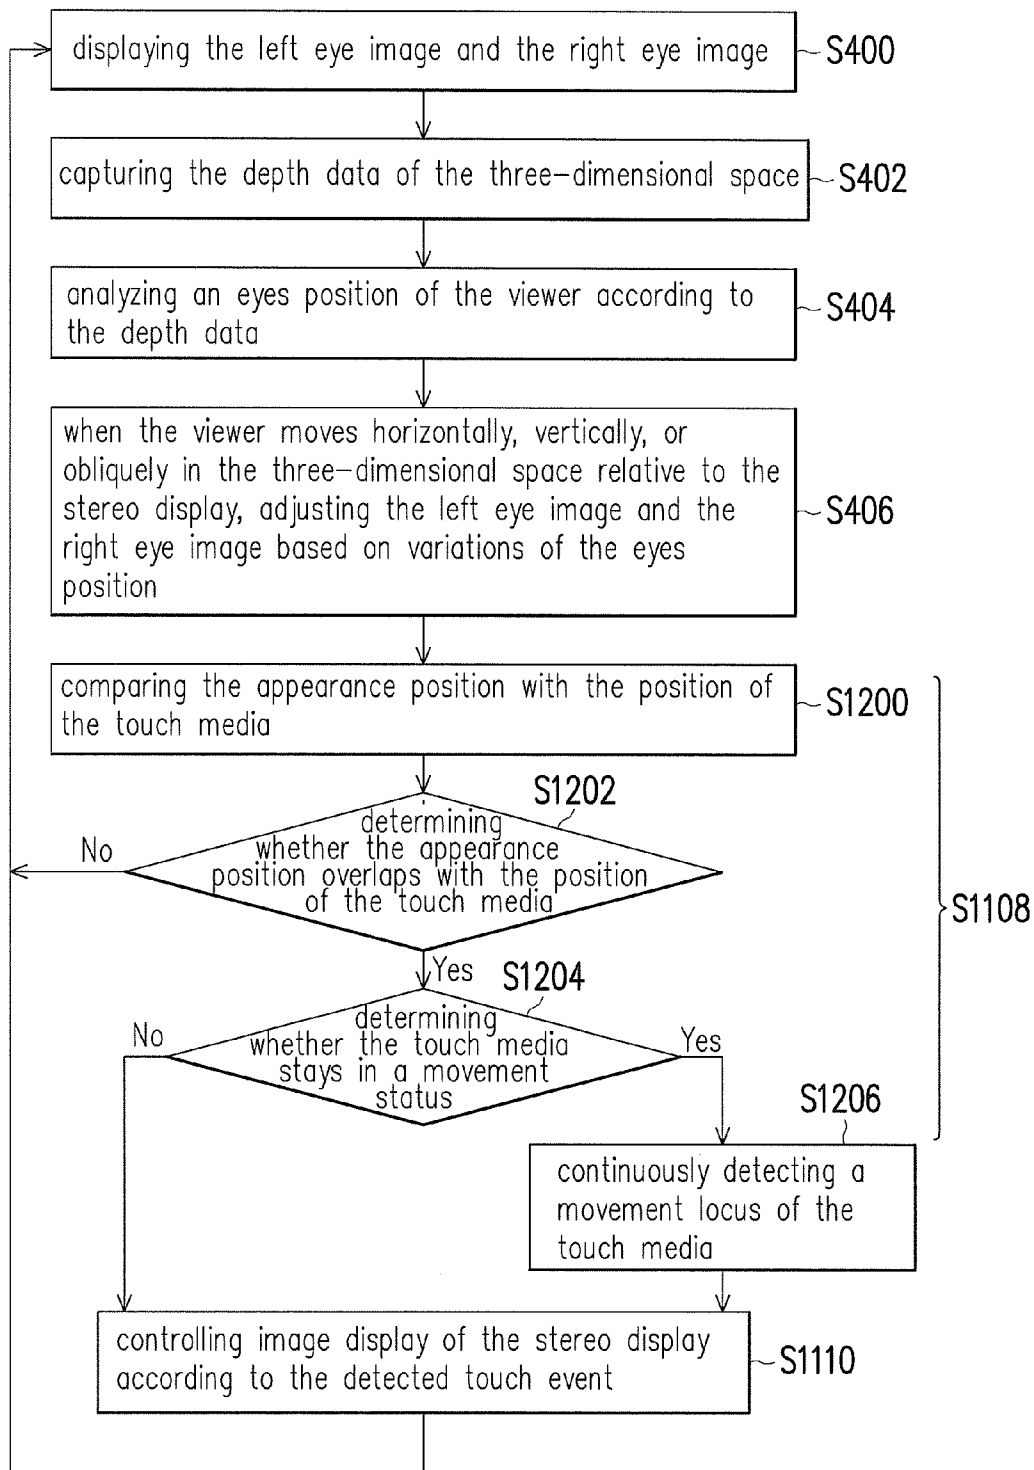 displaying the left eye image and the right eye image
S400
capturing the depth data of the three-dimensional space
S402
analyzing an eyes position of the viewer according to
the depth data
S404
when the viewer moves horizontally, vertically, or
obliquely in the three-dimensional space relative to the
stereo display, adjusting the left eye image and the
right eye image based on variations of the eyes
position
S406
comparing the appearance position with the position of
the touch media
S1200
S1202
determining
whether the appearance
position overlaps with the position
of the touch media
No
Yes
S1108
S1204
determining
whether the touch media
stays in a movement
status
No
Yes
S1206
continuously detecting a
movement locus of the
touch media
controlling image display of the stereo display
according to the detected touch event
S1110